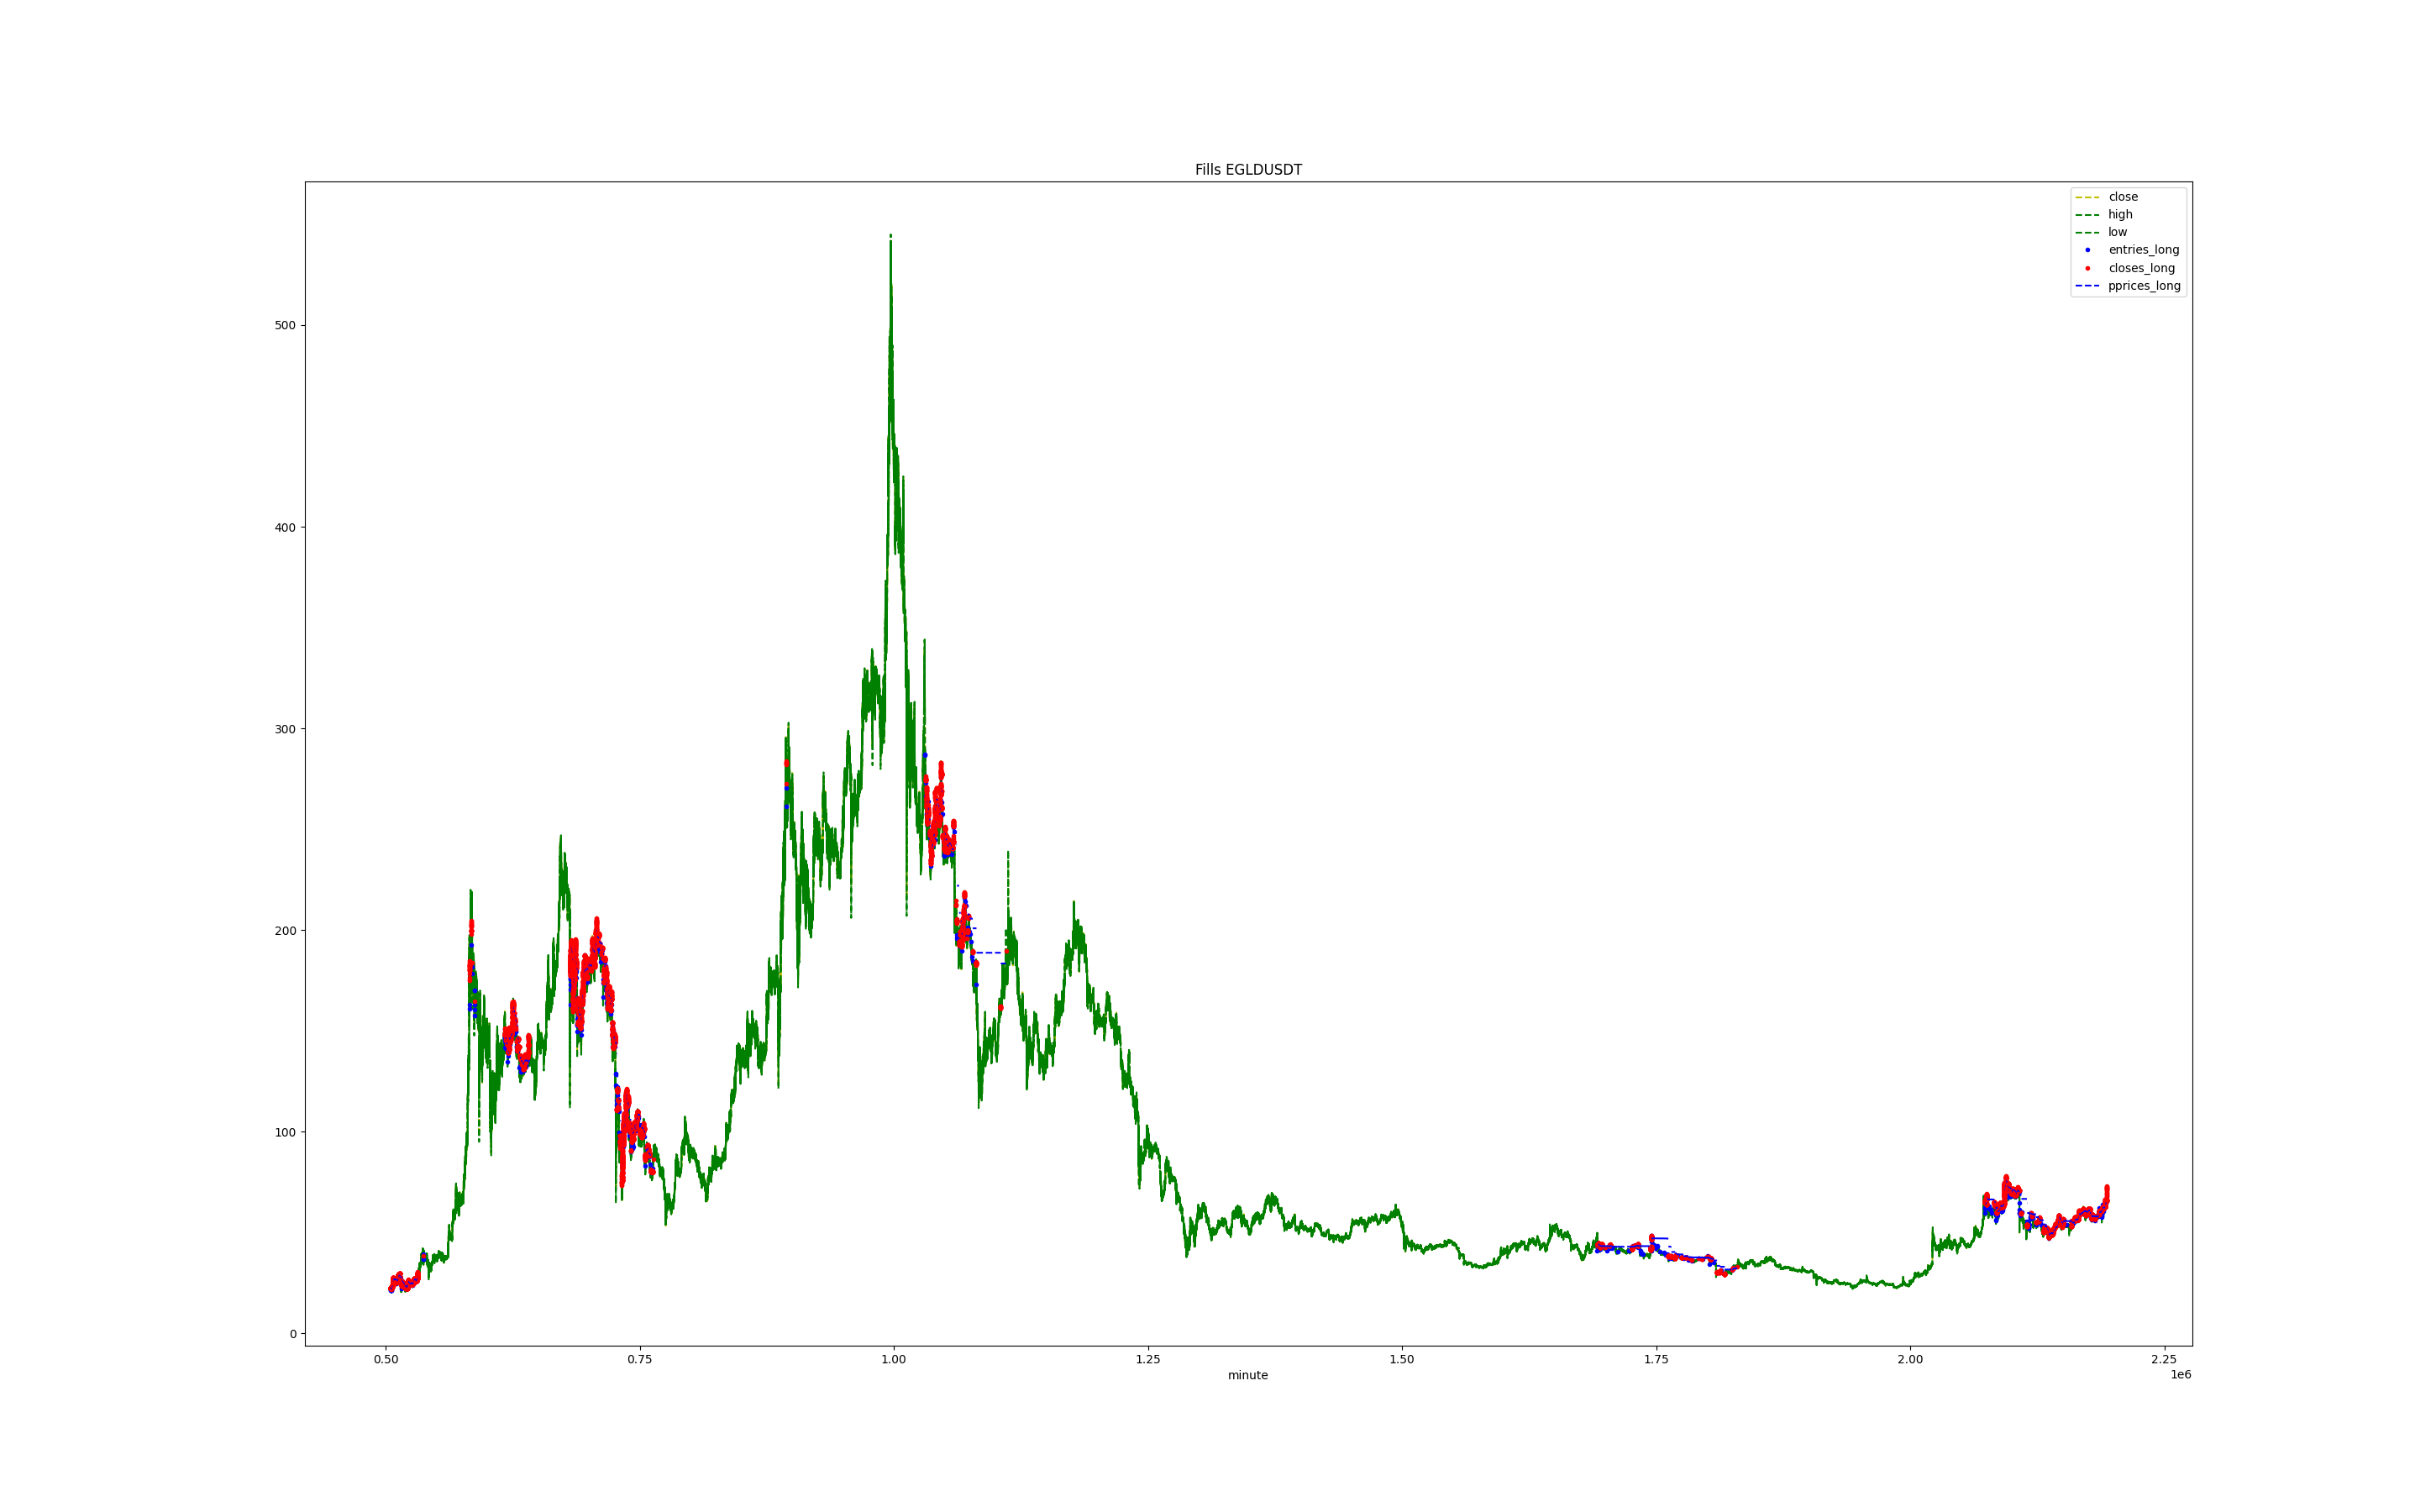 Fills EGLDUSDT
close
high
low
entries_long
closes_long
pprices_long
500
400
300
200
100
0
0.50 0.75 1.00 1.25 1.50 1.75 2.00 2.25
1e6
minute